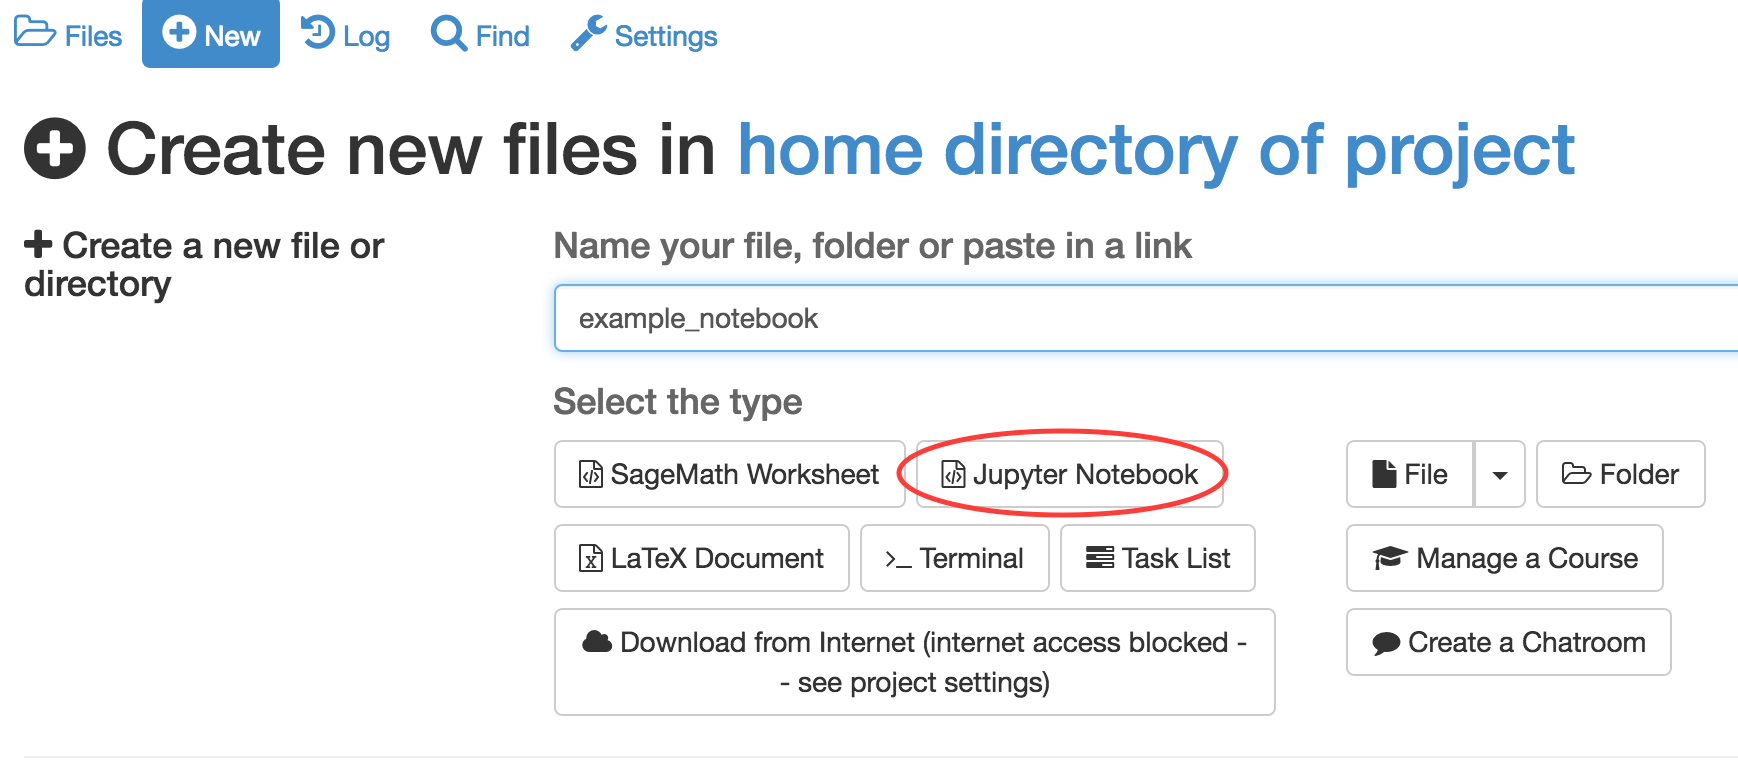 Files New Log Find Settings
Create new files in home directory of project
Create a new file or
directory
Name your file, folder or paste in a link
example_notebook
Select the type
SageMath Worksheet Jupyter Notebook File Folder
LaTeX Document Terminal Task List Manage a Course
Download from Internet (internet access blocked -
- see project settings)
Create a Chatroom